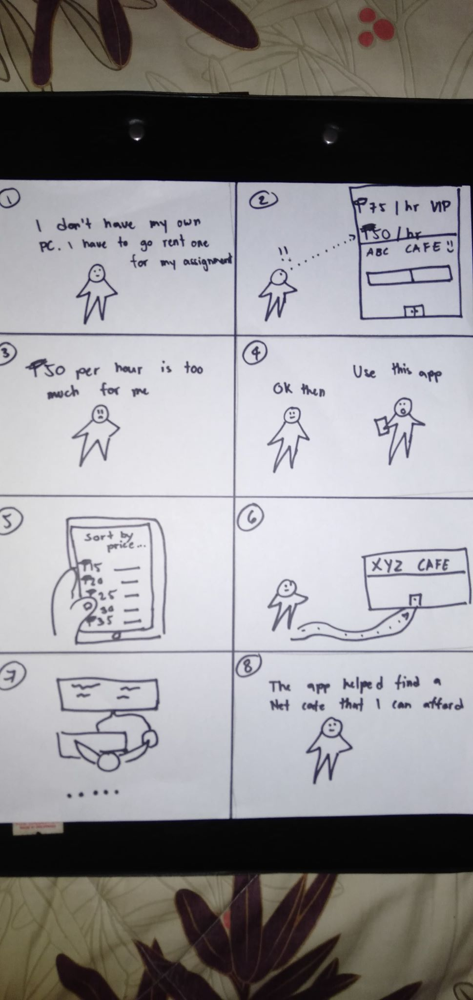 1
I don't have my own
PC. I have to go rent one
for my assignment
2
₱75 / hr VIP
₱50 / hr
ABC CAFE
3
₱50 per hour is too
much for me
4
Use this app
Ok then
5
sort by
price...
₱15
₱20
₱25
30
₱35
6
XYZ CAFE
7
8
The app helped find a
Net cafe that I can afford